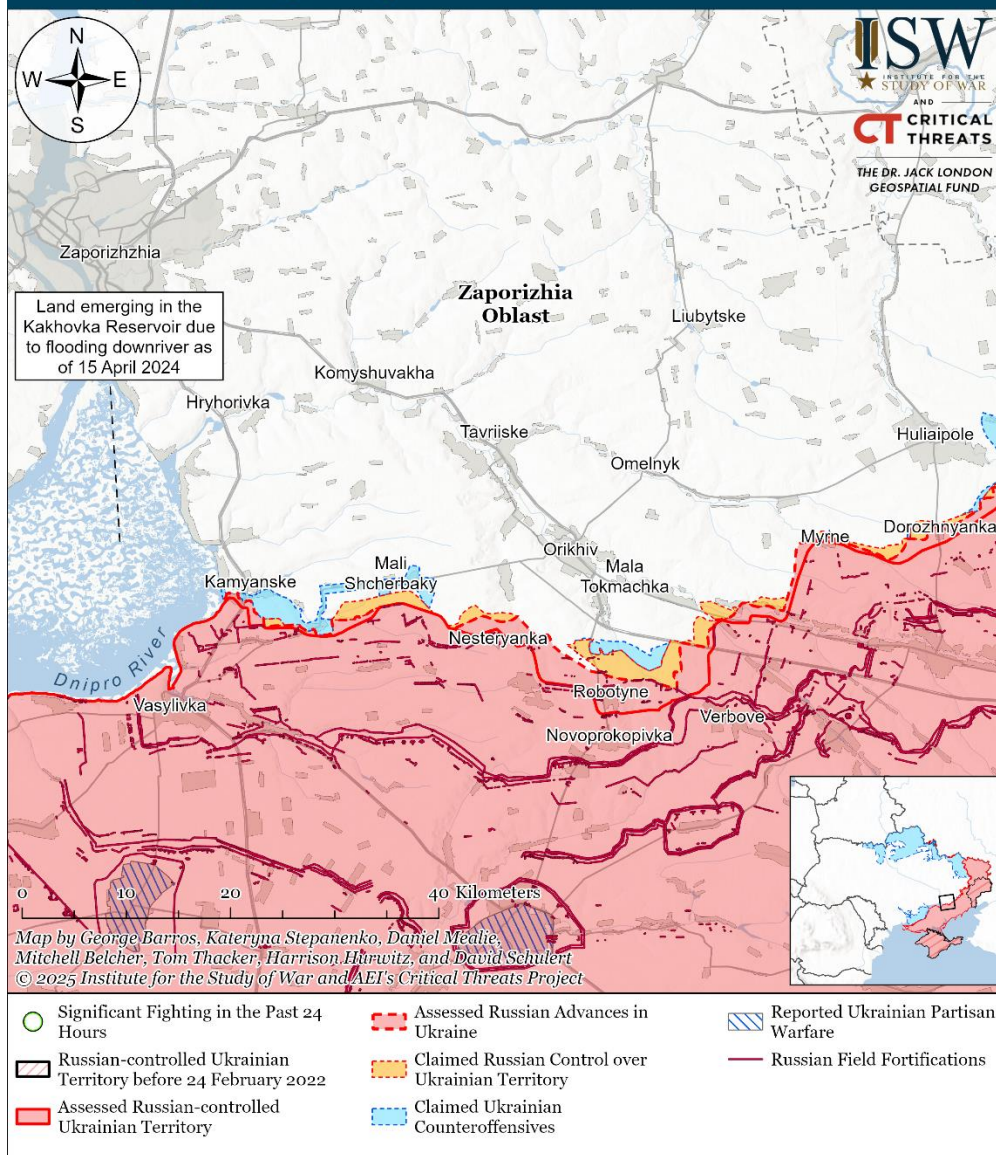 N
W
E
S
ISW
INSTITUTE FOR THE
STUDY OF WAR
AND
CT CRITICAL
THREATS
THE DR. JACK LONDON
GEOSPATIAL FUND
Zaporizhzhia
Land emerging in the
Kakhovka Reservoir due
to flooding downriver as
of 15 April 2024
Zaporizhia
Oblast
Liubytske
Komyshuvakha
Hryhorivka
Tavriiske
Huliaipole
Omelnyk
Dorozhnyanka
Myrne
Orikhiv
Mali
Shcherbaky
Mala
Tokmachka
Kamyanske
Nesteryanka
Dnipro River
Robotyne
Vasylivka
Verbove
Novoprokopivka
0
10
20
40 Kilometers
Map by George Barros, Kateryna Stepanenko, Daniel Mealie,
Mitchell Belcher, Tom Thacker, Harrison Hurwitz, and David Schulert
© 2025 Institute for the Study of War and AEI's Critical Threats Project
Significant Fighting in the Past 24
Hours
Russian-controlled Ukrainian
Territory before 24 February 2022
Assessed Russian-controlled
Ukrainian Territory
Assessed Russian Advances in
Ukraine
Claimed Russian Control over
Ukrainian Territory
Claimed Ukrainian
Counteroffensives
Reported Ukrainian Partisan
Warfare
Russian Field Fortifications